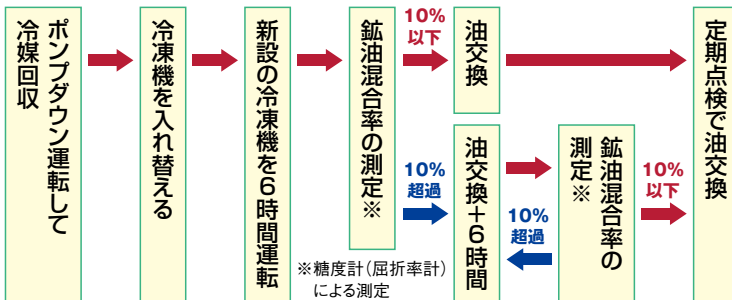 ポンプダウン運転して
冷媒回収
冷凍機を入れ替える
新設の冷凍機を6時間運転
鉱油混合率の測定※
10%
以下
油交換
10%
超過
油交換+6時間
鉱油混合率の
測定※
10%
超過
10%
以下
定期点検で油交換
※糖度計(屈折率計)
による測定